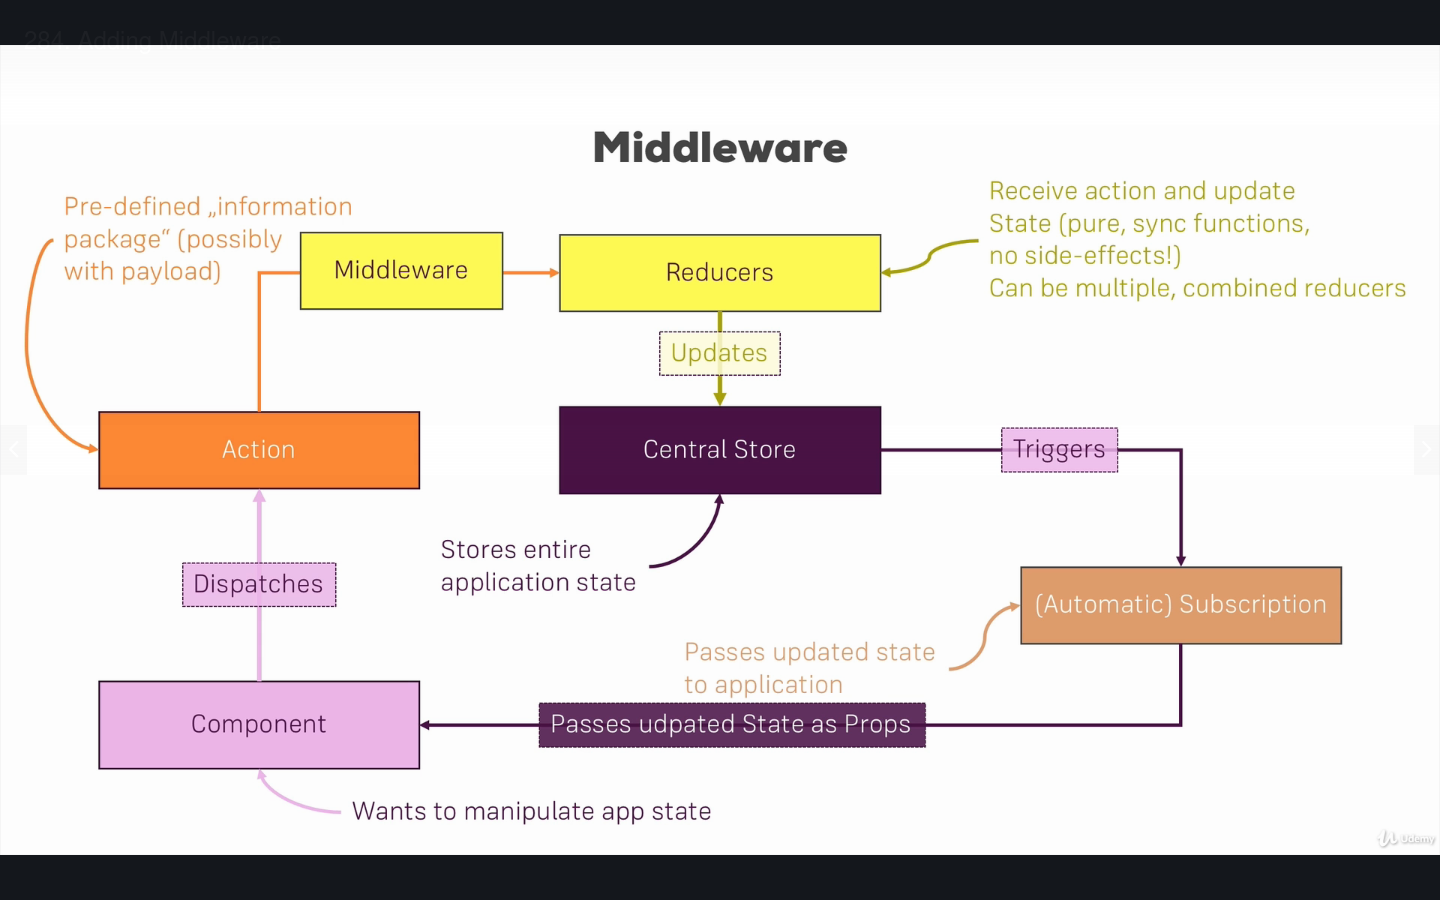 284. Adding Middleware
Middleware
Pre-defined „information
package“ (possibly
with payload)
Middleware
Reducers
Receive action and update
State (pure, sync functions,
no side-effects!)
Can be multiple, combined reducers
Updates
Action
Central Store
Triggers
Stores entire
application state
Dispatches
(Automatic) Subscription
Passes updated state
to application
Component
Passes udpated State as Props
Wants to manipulate app state
Udemy